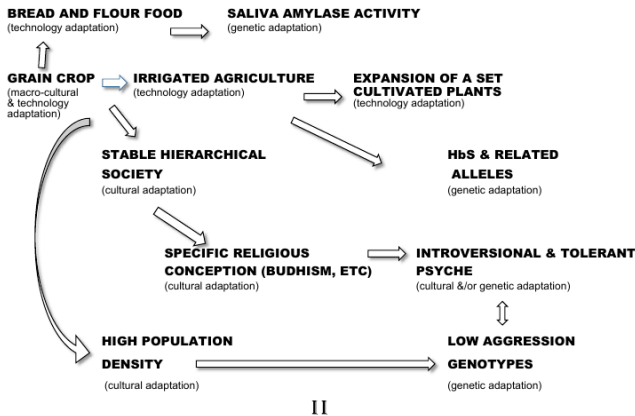 BREAD AND FLOUR FOOD
(technology adaptation)
SALIVA AMYLASE ACTIVITY
(genetic adaptation)
GRAIN CROP
(macro-cultural
& technology
adaptation)
IRRIGATED AGRICULTURE
(technology adaptation)
EXPANSION OF A SET
CULTIVATED PLANTS
(technology adaptation)
STABLE HIERARCHICAL
SOCIETY
(cultural adaptation)
HbS & RELATED
ALLELES
(genetic adaptation)
SPECIFIC RELIGIOUS
CONCEPTION (BUDHISM, ETC)
(cultural adaptation)
INTROVERSIONAL & TOLERANT
PSYCHE
(cultural &/or genetic adaptation)
HIGH POPULATION
DENSITY
(cultural adaptation)
LOW AGGRESSION
GENOTYPES
(genetic adaptation)
II